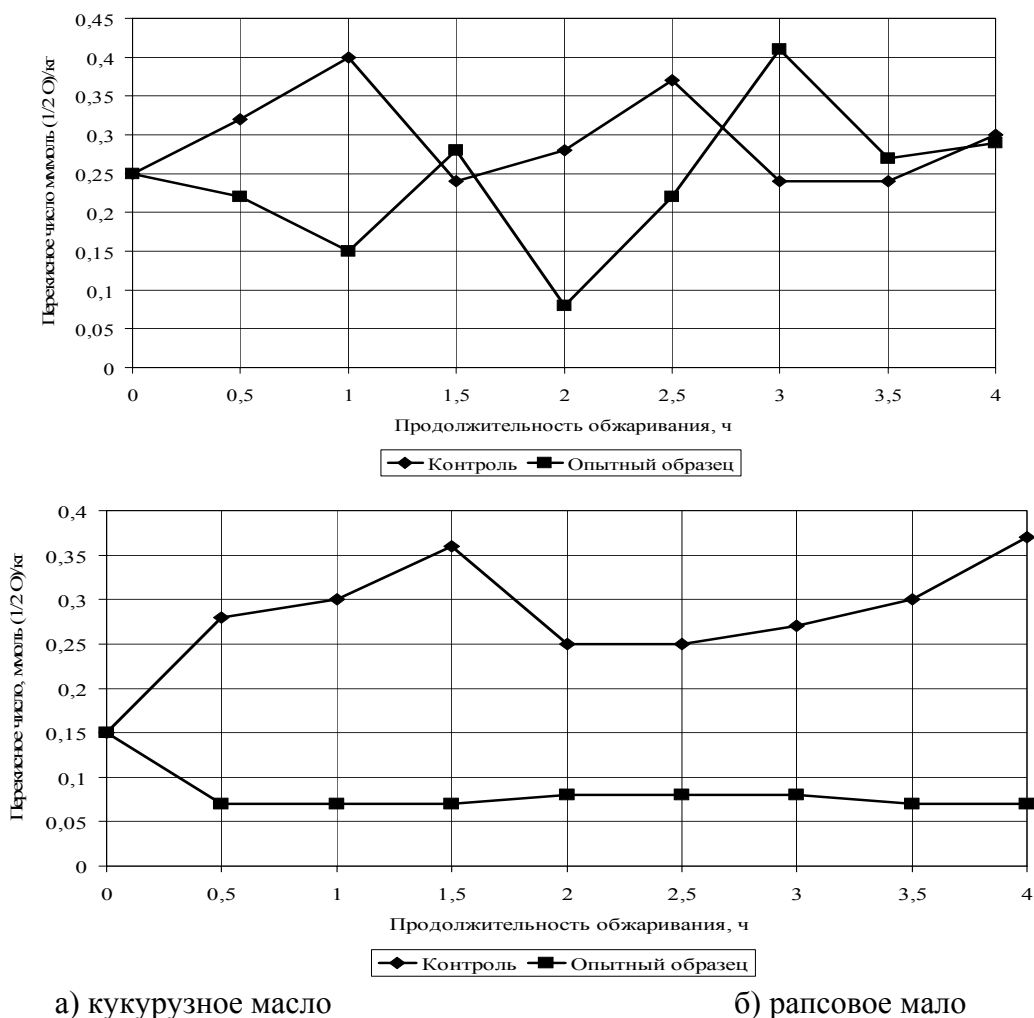 Перекисное число мммоль (1/2 О)/кг
0,45
0,4
0,35
0,3
0,25
0,2
0,15
0,1
0,05
0
0 0,5 1 1,5 2 2,5 3 3,5 4
Продолжительность обжаривания, ч
Контроль Опытный образец
Перекисное число, ммоль (1/2 О)/кг
0,4
0,35
0,3
0,25
0,2
0,15
0,1
0,05
0
0 0,5 1 1,5 2 2,5 3 3,5 4
Продолжительность обжаривания, ч
Контроль Опытный образец
а) кукурузное масло б) рапсовое мало